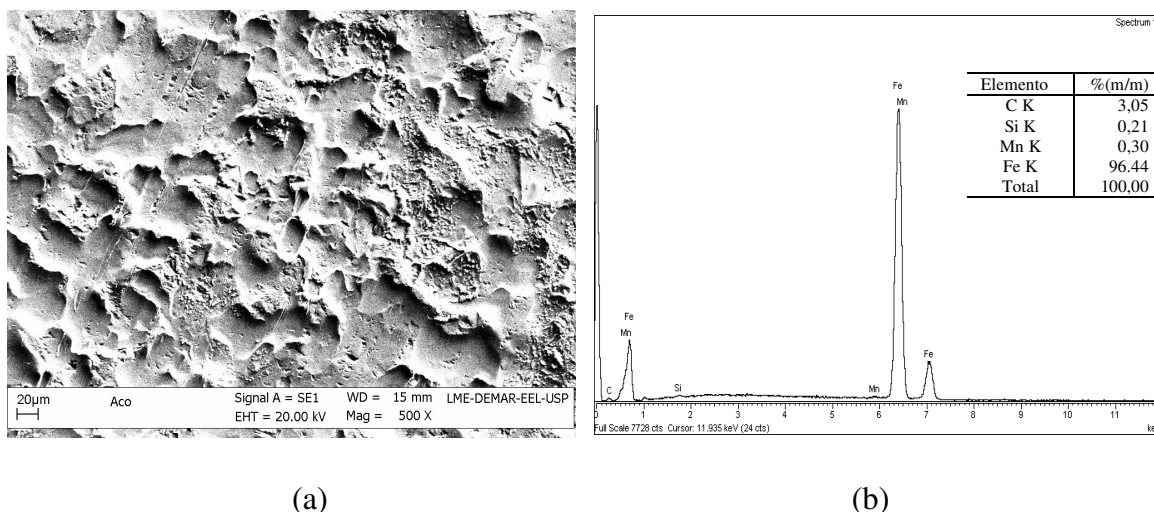 20µm
Aco
Signal A = SE1
WD = 15 mm
LME-DEMAR-EEL-USP
EHT = 20.00 kV
Mag = 500 X
(a)
Spectrum
Elemento %(m/m)
C K 3,05
Si K 0,21
Mn K 0,30
Fe K 96.44
Total 100,00
Fe
Mn
Fe
Mn
C
Si
Mn
Fe
0 1 2 3 4 5 6 7 8 9 10 11
Full Scale 7728 cts Cursor: 11.935 keV (24 cts)
ke
(b)